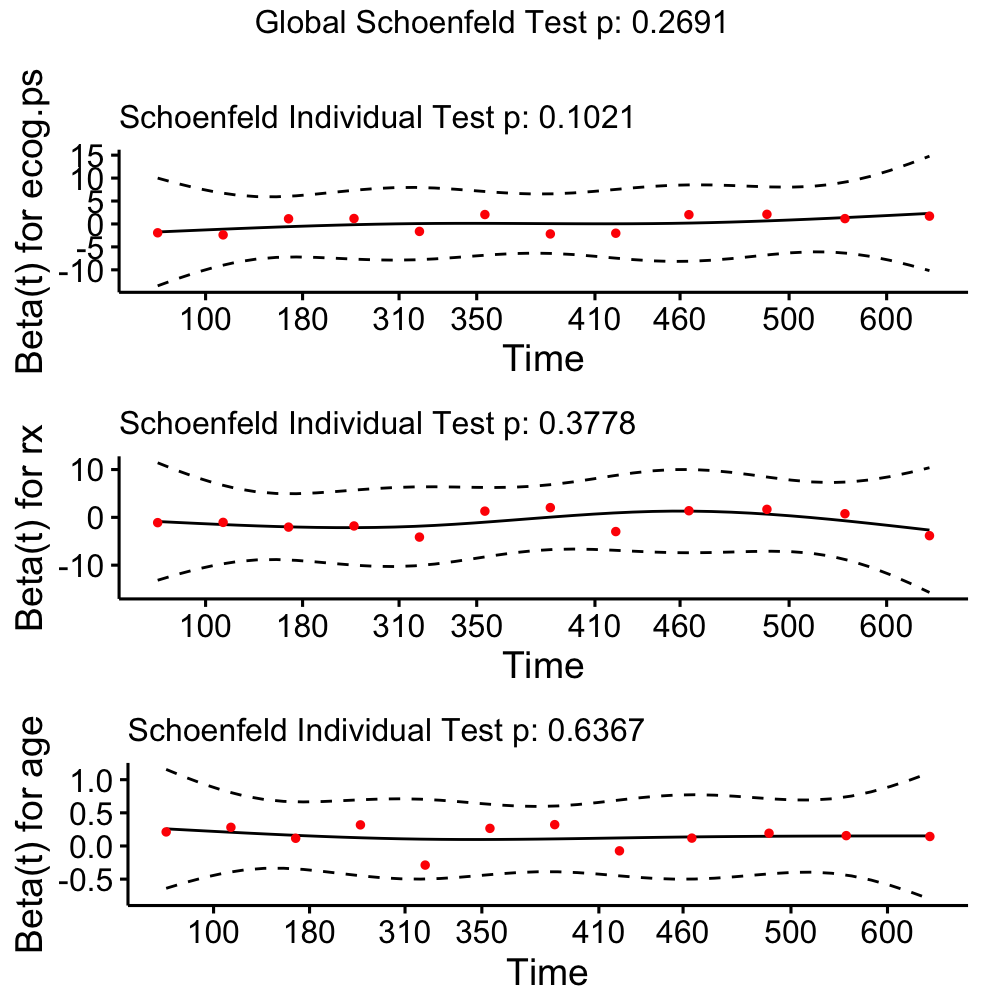 Global Schoenfeld Test p: 0.2691
Schoenfeld Individual Test p: 0.1021
Beta(t) for ecog.ps
15
10
5
0
-5
-10
100 180 310 350 410 460 500 600
Time
Schoenfeld Individual Test p: 0.3778
Beta(t) for rx
10
0
-10
100 180 310 350 410 460 500 600
Time
Schoenfeld Individual Test p: 0.6367
Beta(t) for age
1.0
0.5
0.0
-0.5
100 180 310 350 410 460 500 600
Time